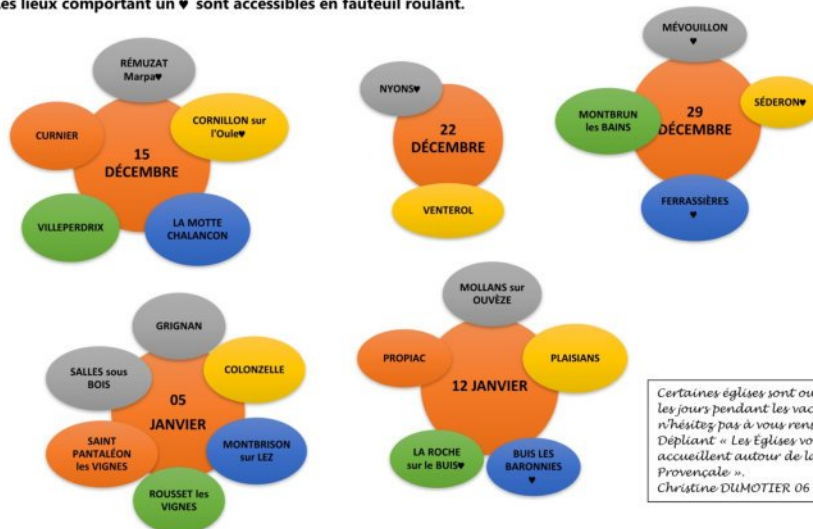 Les lieux comportant un ♥ sont accessibles en fauteuil roulant.
RÉMUZAT
Marpa♥
CURNIER
CORNILLON sur
l'Oule♥
15
DÉCEMBRE
VILLEPERDRIX
LA MOTTE
CHALANCON
NYONS♥
22
DÉCEMBRE
VENTEROL
MÉVOUILLON
♥
MONTBRUN
les BAINS
SÉDERON♥
29
DÉCEMBRE
FERRASSIÈRES
♥
GRIGNAN
SALLES sous
BOIS
COLONZELLE
05
JANVIER
SAINT
PANTALÉON
les VIGNES
MONTBRISON
sur LEZ
ROUSSET les
VIGNES
MOLLANS sur
OUVÈZE
PROPIAC
PLAISIANS
12 JANVIER
LA ROCHE
sur le BUIS♥
BUIS LES
BARONNIES
♥
Certaines églises sont ou
les jours pendant les vac
n'hésitez pas à vous rens
Dépliant « Les Églises vo
accueillent autour de la
Provençale ».
Christine DUMOTIER 06